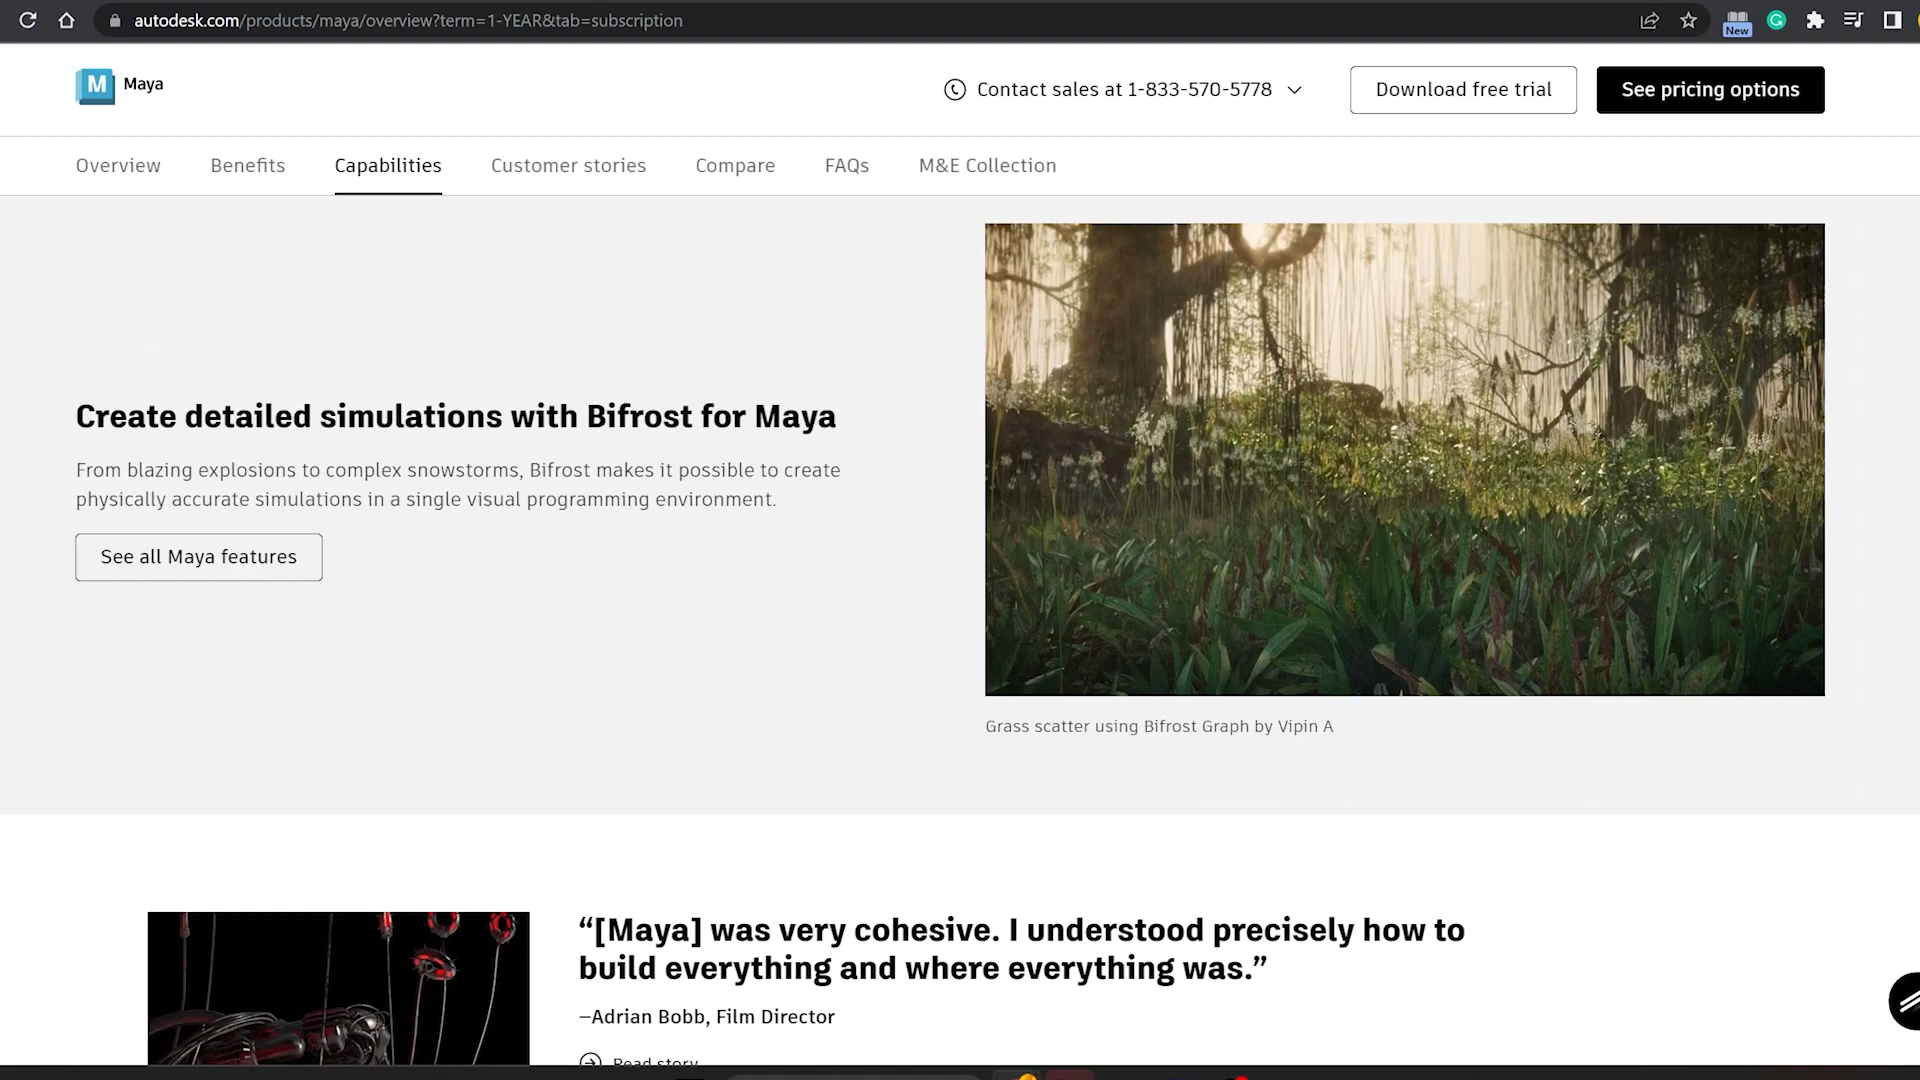 autodesk.com/products/maya/overview?term=1-YEAR&tab=subscription
New
M Maya
Contact sales at 1-833-570-5778
Download free trial
See pricing options
Overview
Benefits
Capabilities
Customer stories
Compare
FAQs
M&E Collection
Create detailed simulations with Bifrost for Maya
From blazing explosions to complex snowstorms, Bifrost makes it possible to create
physically accurate simulations in a single visual programming environment.
See all Maya features
Grass scatter using Bifrost Graph by Vipin A
“[Maya] was very cohesive. I understood precisely how to
build everything and where everything was.”
–Adrian Bobb, Film Director
Read story